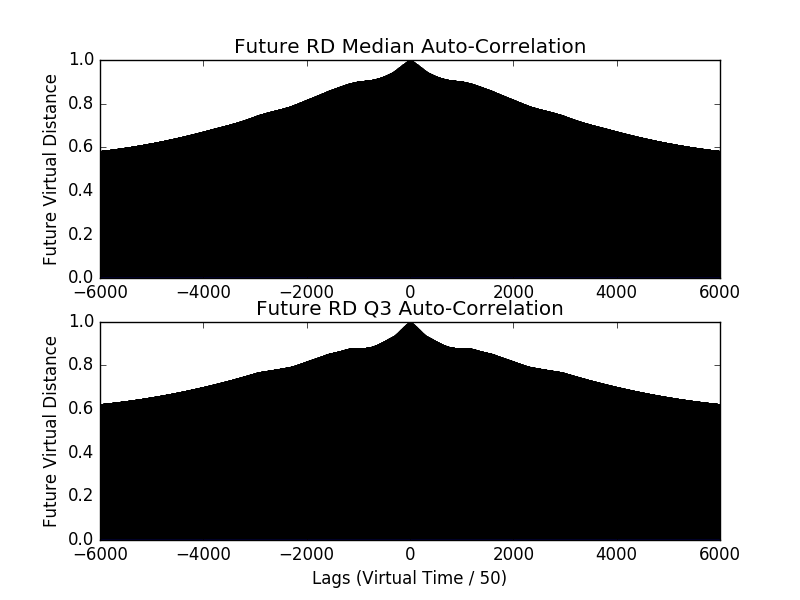 Future RD Median Auto-Correlation
1.0
0.8
0.6
0.4
0.2
0.0
Future Virtual Distance
−6000 −4000 −2000 0 2000 4000 6000
Future RD Q3 Auto-Correlation
1.0
0.8
0.6
0.4
0.2
0.0
Future Virtual Distance
−6000 −4000 −2000 0 2000 4000 6000
Lags (Virtual Time / 50)